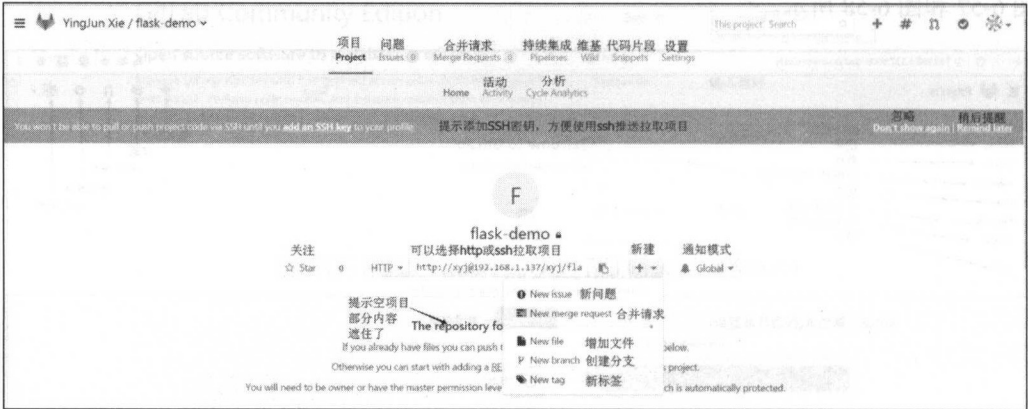 YingJun Xie / flask-demo
This project Search
项目 问题 合并请求 持续集成 维基 代码片段 设置
Project Issues 0 Merge Requests 0 Pipelines Wiki Snippets Settings
活动 分析
Home Activity Cycle Analytics
忽略 稍后提醒
You won't be able to pull or push project code via SSH until you add an SSH key to your profile 提示添加SSH密钥，方便使用ssh推送拉取项目 Don't show again | Remind later
F
flask-demo
关注 可以选择http或ssh拉取项目 新建 通知模式
Star 0 HTTP http://xyj@192.168.1.137/xyj/fla + Global
New issue 新问题
提示空项目
New merge request 合并请求
部分内容
The repository fo
遮住了
New file 增加文件
If you already have files you can push t below.
New branch 创建分支
Otherwise you can start with adding a RE s project.
New tag 新标签
You will need to be owner or have the master permission leve ch is automatically protected.